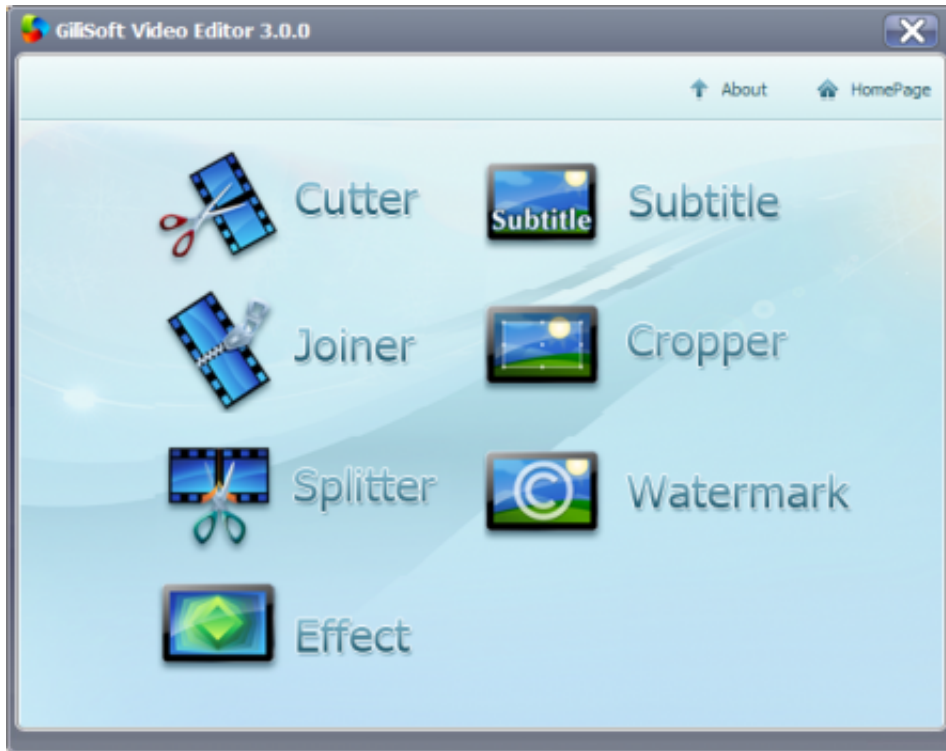 GiliSoft Video Editor 3.0.0
About
HomePage
Cutter
Subtitle
Subtitle
Joiner
Cropper
Splitter
©
Watermark
Effect